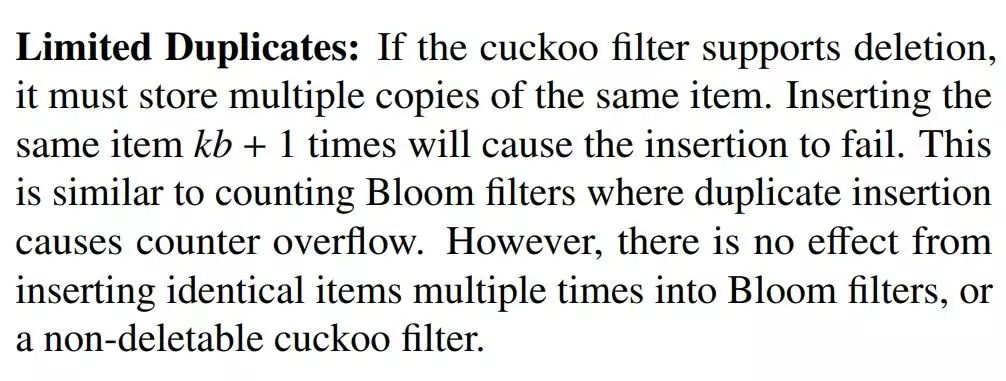 Limited Duplicates: If the cuckoo filter supports deletion,
it must store multiple copies of the same item. Inserting the
same item kb + 1 times will cause the insertion to fail. This
is similar to counting Bloom filters where duplicate insertion
causes counter overflow. However, there is no effect from
inserting identical items multiple times into Bloom filters, or
a non-deletable cuckoo filter.